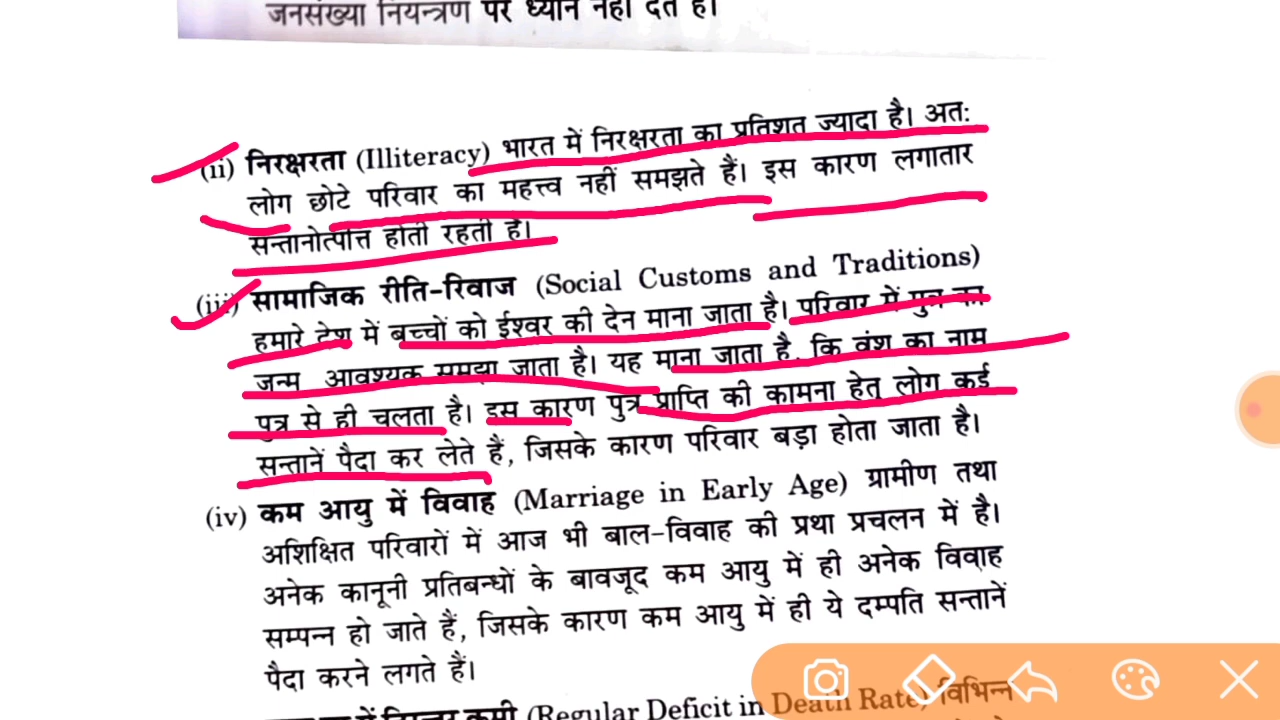 जनसंख्या नियन्त्रण पर ध्यान नहीं देते हैं।
(ii) निरक्षरता (Illiteracy) भारत में निरक्षरता का प्रतिशत ज्यादा है। अतः
लोग छोटे परिवार का महत्त्व नहीं समझते हैं। इस कारण लगातार
सन्तानोत्पत्ति होती रहती है।
(iii) सामाजिक रीति-रिवाज (Social Customs and Traditions)
हमारे देश में बच्चों को ईश्वर की देन माना जाता है। परिवार में पुत्र का
जन्म आवश्यक समझा जाता है। यह माना जाता है, कि वंश का नाम
पुत्र से ही चलता है। इस कारण पुत्र प्राप्ति की कामना हेतु लोग कई
सन्तानें पैदा कर लेते हैं, जिसके कारण परिवार बड़ा होता जाता है।
(iv) कम आयु में विवाह (Marriage in Early Age) ग्रामीण तथा
अशिक्षित परिवारों में आज भी बाल-विवाह की प्रथा प्रचलन में है।
अनेक कानूनी प्रतिबन्धों के बावजूद कम आयु में ही अनेक विवाह
सम्पन्न हो जाते हैं, जिसके कारण कम आयु में ही ये दम्पति सन्तानें
पैदा करने लगते हैं।
में कमी (Regular Deficit in Death Rate) विभिन्न